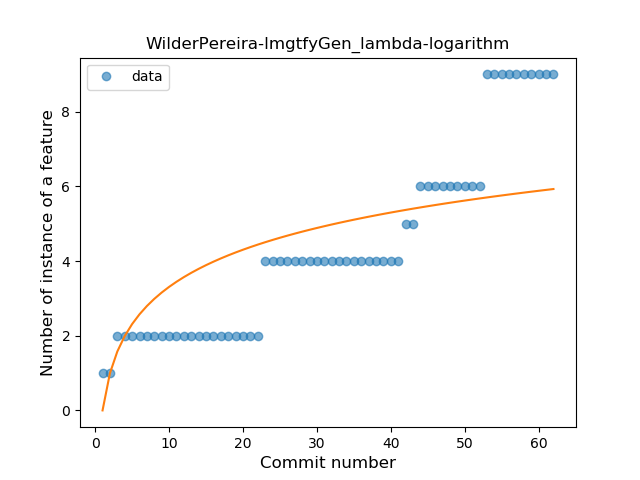 WilderPereira-lmgtfyGen_lambda-logarithm
data
Number of instance of a feature
8
6
4
2
0
0 10 20 30 40 50 60
Commit number